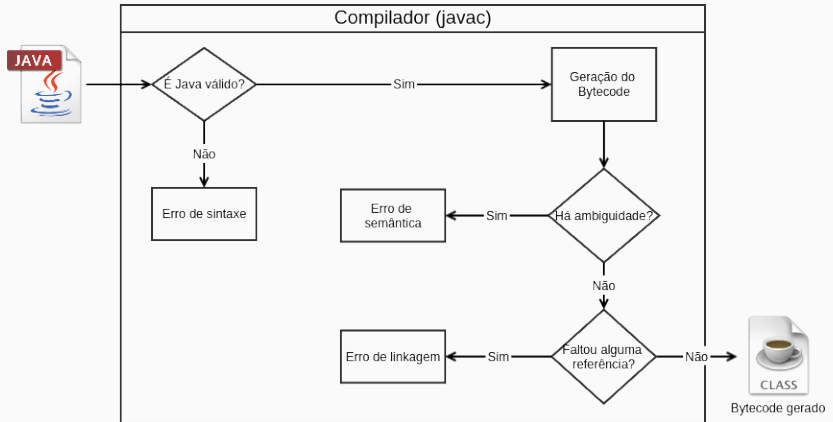 Compilador (javac)
JAVA
É Java válido?
Sim
Geração do
Bytecode
Não
Erro de sintaxe
Erro de
semântica
Sim
Há ambiguidade?
Não
Erro de linkagem
Sim
Faltou alguma
referência?
Não
CLASS
Bytecode gerado